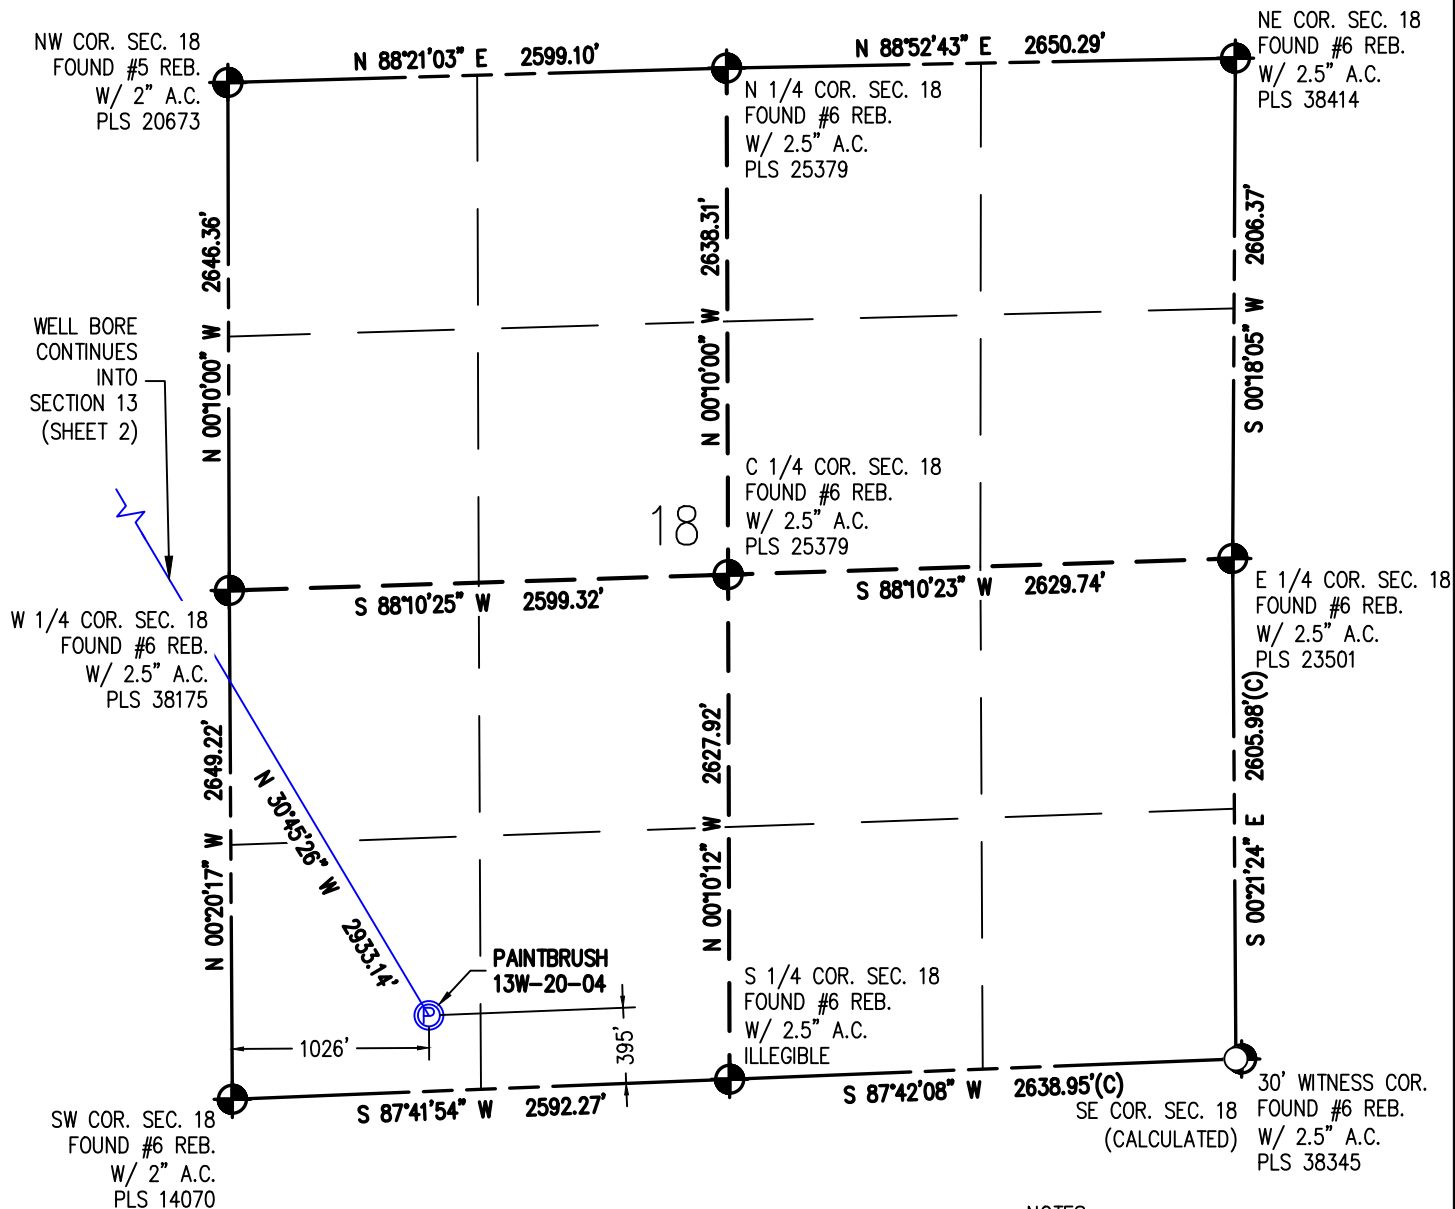 NW COR. SEC. 18
FOUND #5 REB.
W/ 2" A.C.
PLS 20673
N 88°21'03" E 2599.10'
N 88°52'43" E 2650.29'
NE COR. SEC. 18
FOUND #6 REB.
W/ 2.5" A.C.
PLS 38414
N 1/4 COR. SEC. 18
FOUND #6 REB.
W/ 2.5" A.C.
PLS 25379
N 00°10'00" W 2646.36'
N 00°10'00" W 2638.31'
S 00°18'05" W 2606.37'
WELL BORE
CONTINUES
INTO
SECTION 13
(SHEET 2)
18
C 1/4 COR. SEC. 18
FOUND #6 REB.
W/ 2.5" A.C.
PLS 25379
S 88°10'25" W 2599.32'
S 88°10'23" W 2629.74'
W 1/4 COR. SEC. 18
FOUND #6 REB.
W/ 2.5" A.C.
PLS 38175
E 1/4 COR. SEC. 18
FOUND #6 REB.
W/ 2.5" A.C.
PLS 23501
N 00°20'17" W 2649.22'
N 30°45'26" W 2933.14'
N 00°10'12" W 2627.92'
S 00°21'24" E 2605.98'(C)
PAINTBRUSH
13W-20-04
P
1026'
395'
S 1/4 COR. SEC. 18
FOUND #6 REB.
W/ 2.5" A.C.
ILLEGIBLE
S 87°41'54" W 2592.27'
S 87°42'08" W 2638.95'(C)
SW COR. SEC. 18
FOUND #6 REB.
W/ 2" A.C.
PLS 14070
SE COR. SEC. 18
(CALCULATED)
30' WITNESS COR.
FOUND #6 REB.
W/ 2.5" A.C.
PLS 38345
NOTES